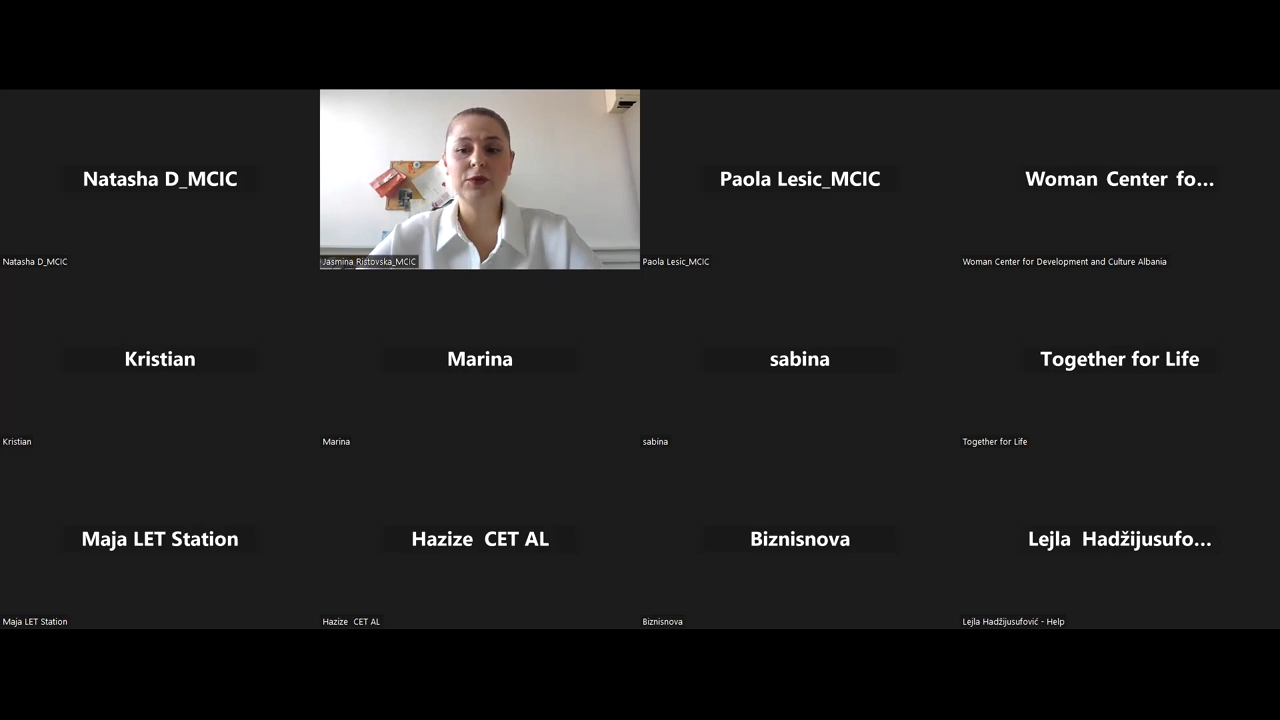 Natasha D_MCIC
Paola Lesic_MCIC
Woman Center fo...
Natasha D_MCIC
Jasmina Ristovska_MCIC
Paola Lesic_MCIC
Woman Center for Development and Culture Albania
Kristian
Marina
sabina
Together for Life
Kristian
Marina
sabina
Together for Life
Maja LET Station
Hazize CET AL
Biznisnova
Lejla Hadžijusufo...
Maja LET Station
Hazize CET AL
Biznisnova
Lejla Hadžijusufović - Help